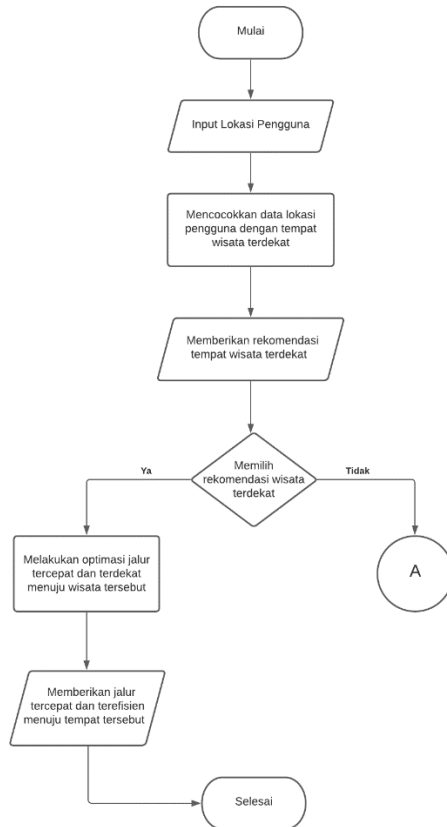 Mulai
Input Lokasi Pengguna
Mencocokkan data lokasi
pengguna dengan tempat
wisata terdekat
Memberikan rekomendasi
tempat wisata terdekat
Memilih
rekomendasi wisata
terdekat
Ya
Tidak
Melakukan optimasi jalur
tercepat dan terdekat
menuju wisata tersebut
A
Memberikan jalur
tercepat dan terefisien
menuju tempat tersebut
Selesai